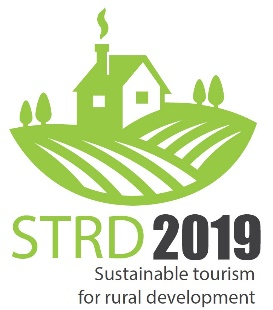 STRD 2019
Sustainable tourism
for rural development